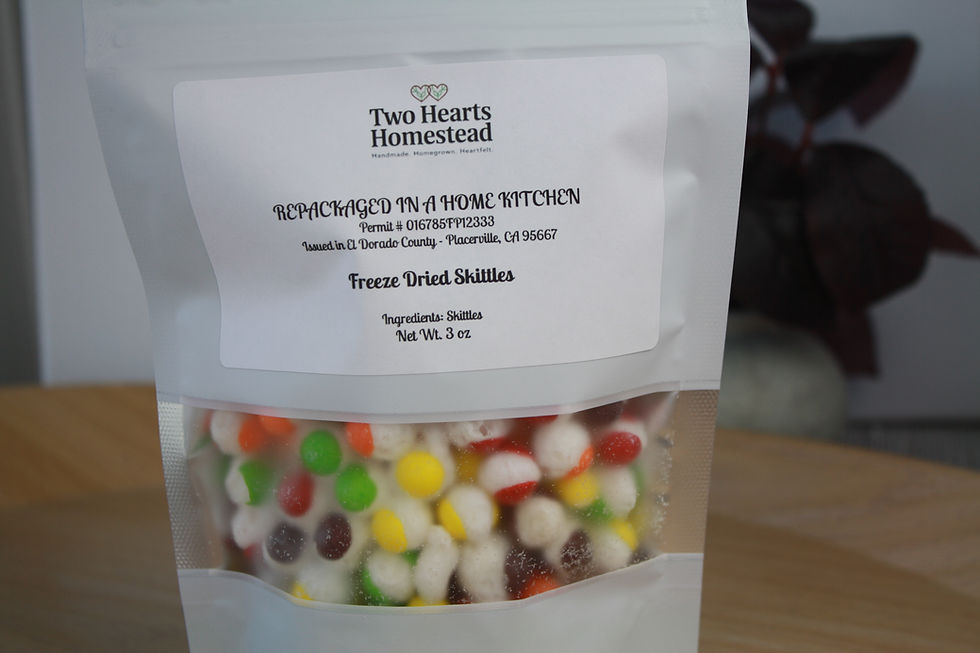 Two Hearts
Homestead
Handmade. Homegrown. Heartfelt.
REPACKAGED IN A HOME KITCHEN
Permit # 016785FP12333
Issued in El Dorado County - Placerville, CA 95667
Freeze Dried Skittles
Ingredients: Skittles
Net Wt. 3 oz